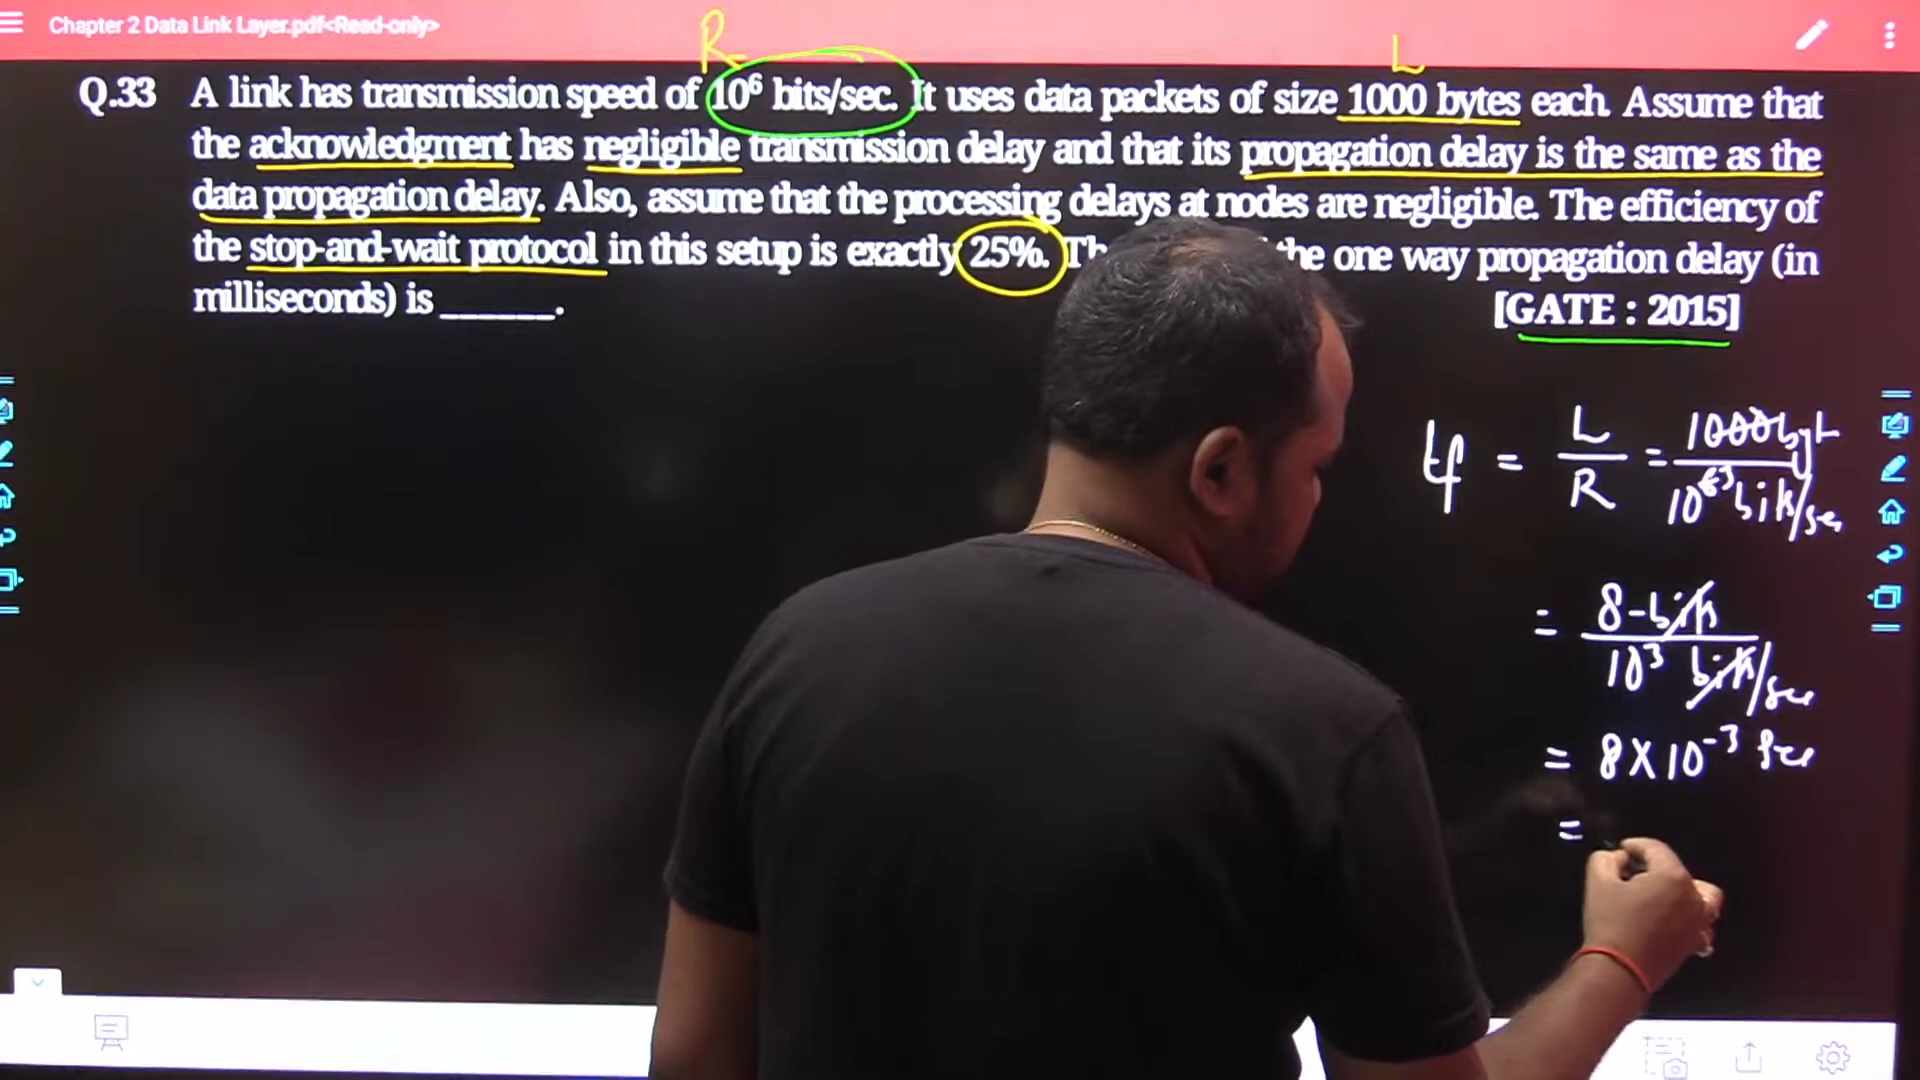 Chapter 2 Data Link Layer.pdf<Read-only>
R
L
Q.33 A link has transmission speed of 10⁶ bits/sec. It uses data packets of size 1000 bytes each. Assume that
the acknowledgment has negligible transmission delay and that its propagation delay is the same as the
data propagation delay. Also, assume that the processing delays at nodes are negligible. The efficiency of
the stop-and-wait protocol in this setup is exactly 25%. the one way propagation delay (in
milliseconds) is ______.
[GATE : 2015]
tf = L/R = 1000 / 10⁶ ³ bits/sec
= 8-bits / 10³ bits/sec
= 8 × 10⁻³ sec
=